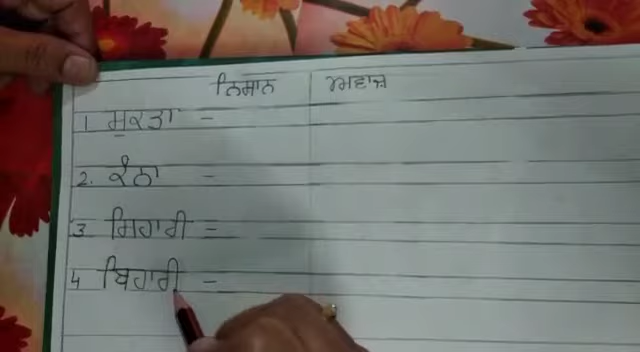 ਨਿਸ਼ਾਨ ਅਵਾਜ਼
1. ਮੁਕਤਾ -
2. ਕੰਨਾ -
3 ਸਿਹਾਰੀ =
4 ਬਿਹਾਰੀ -